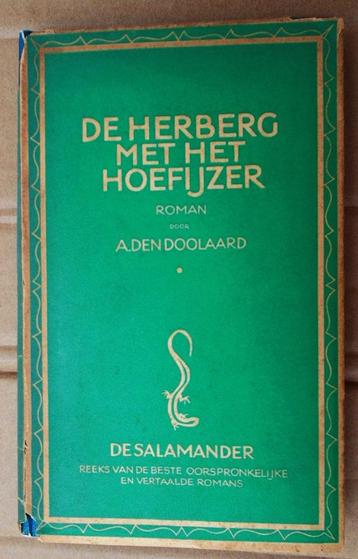 DE HERBERG
MET HET
HOEFIJZER
ROMAN
DOOR
A. DEN DOOLAARD
DE SALAMANDER
REEKS VAN DE BESTE OORSPRONKELIJKE
EN VERTAALDE ROMANS